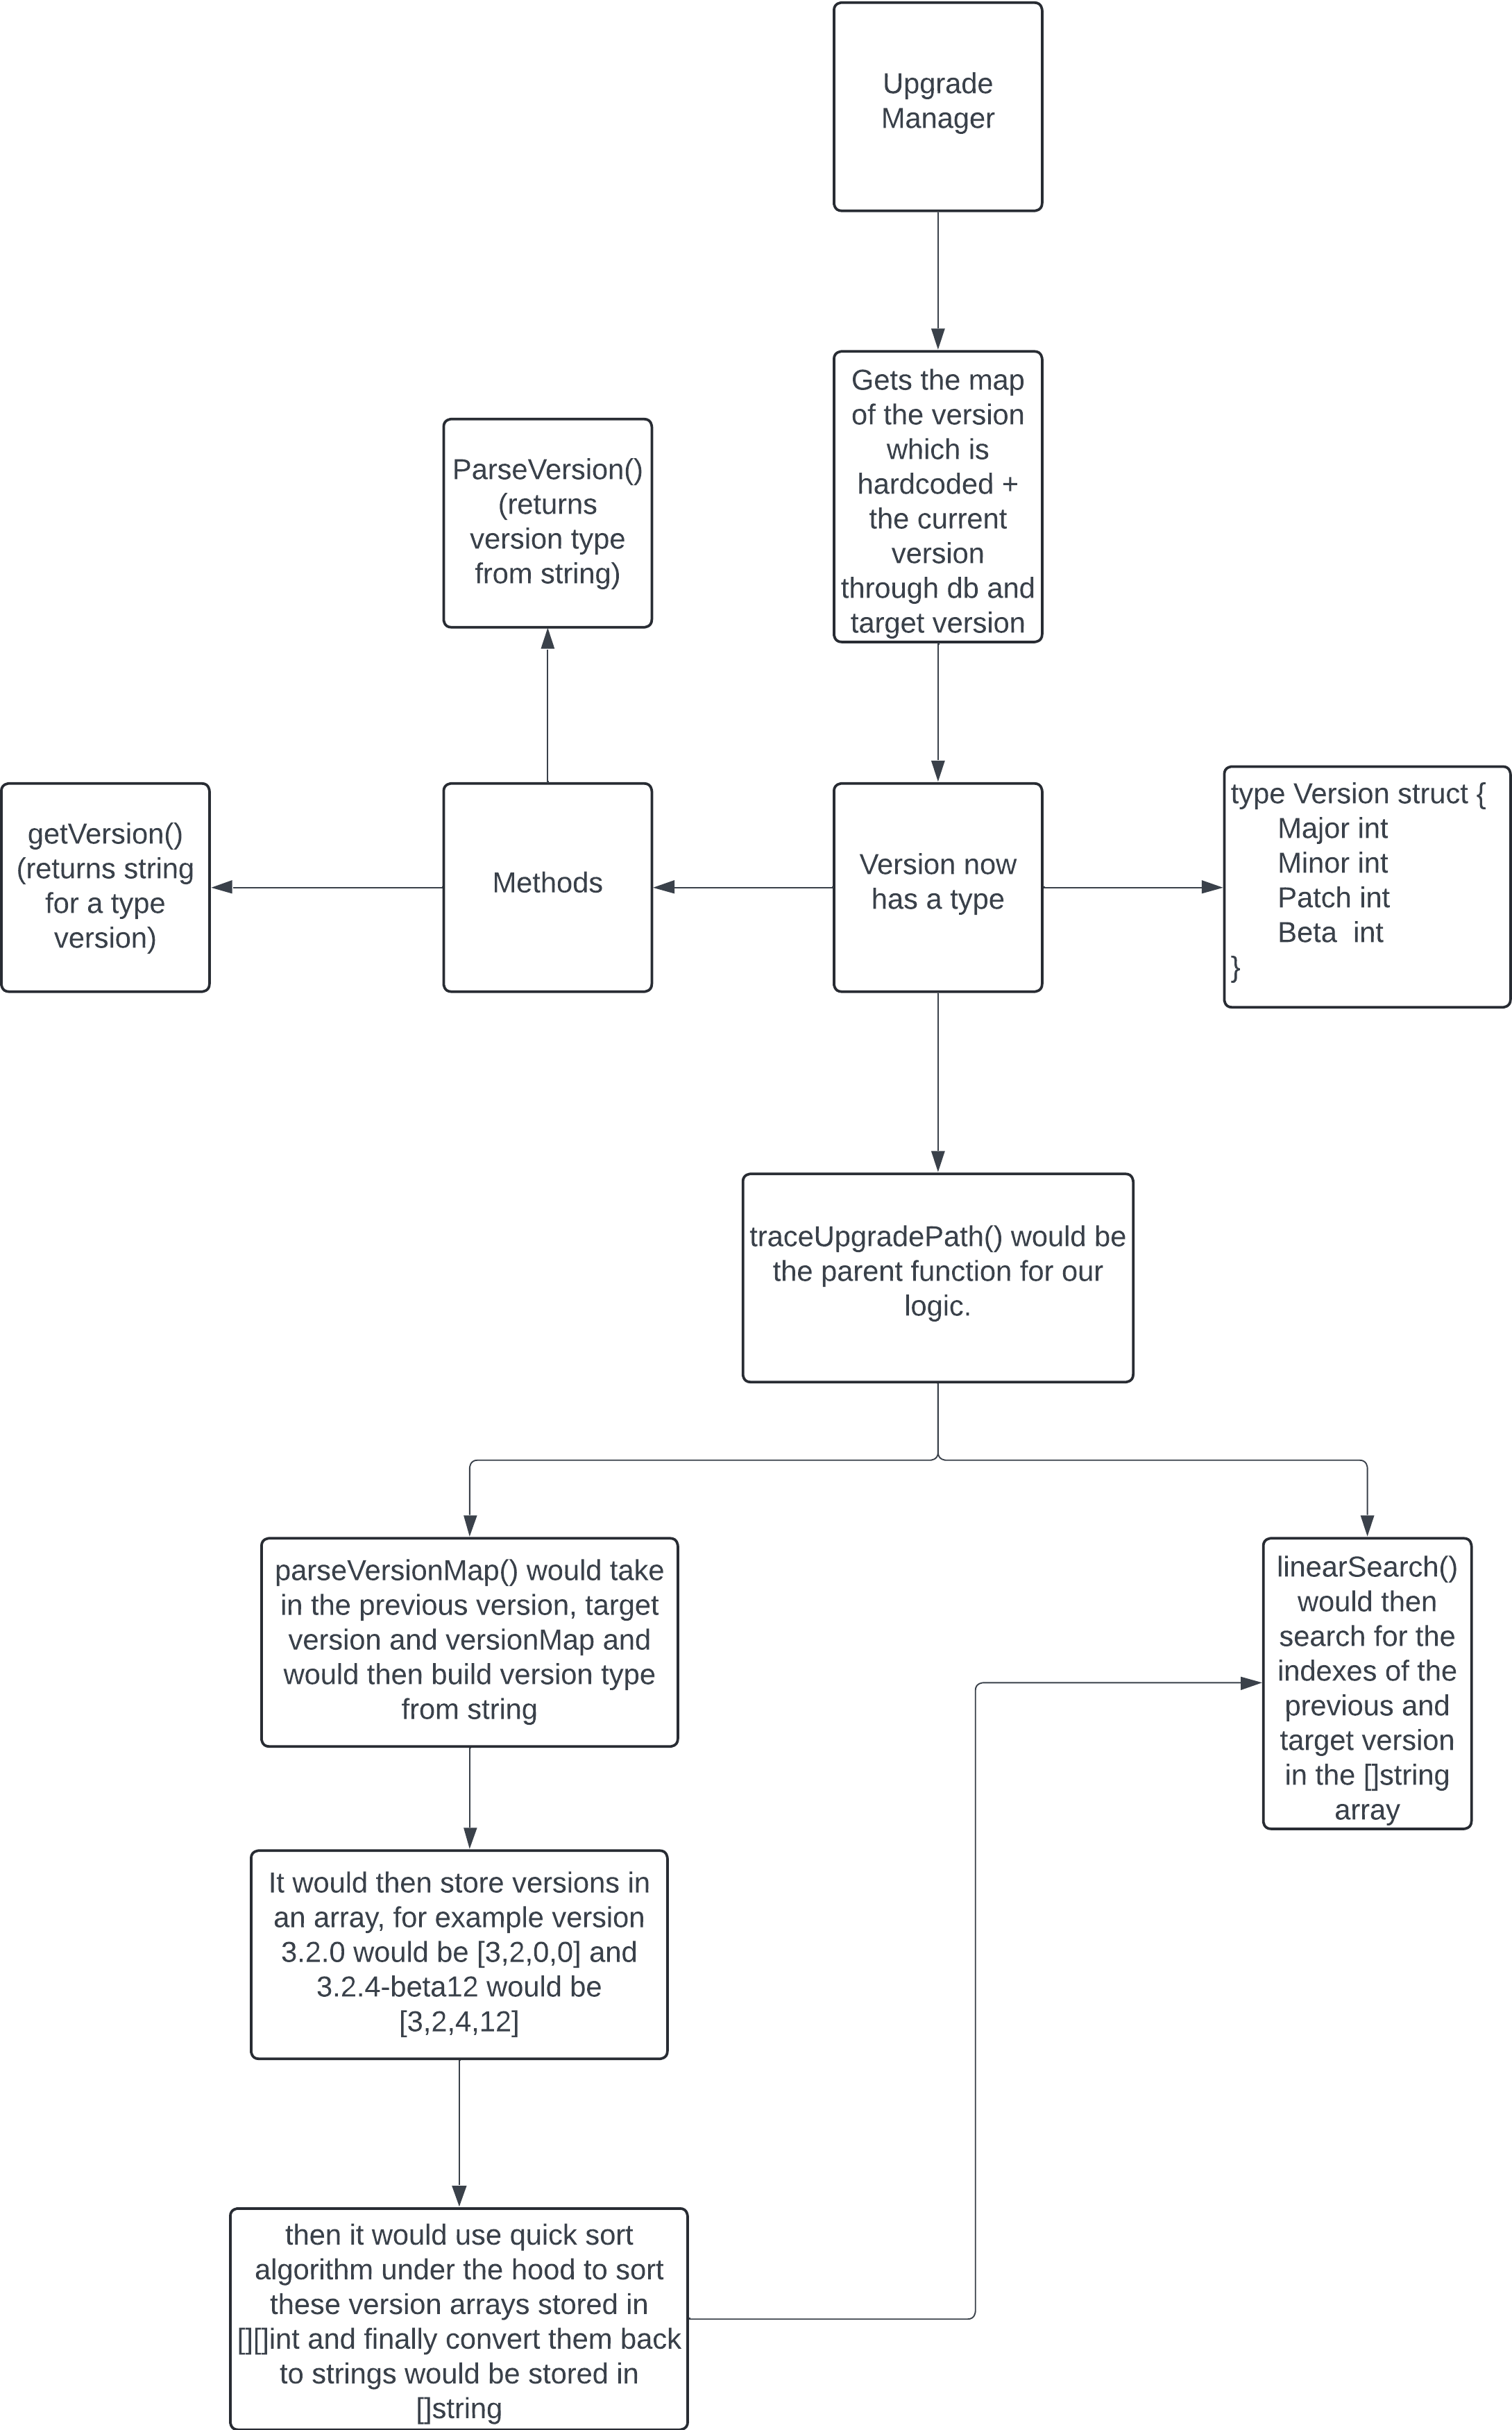 Upgrade
Manager
Gets the map
of the version
which is
hardcoded +
the current
version
through db and
target version
ParseVersion()
(returns
version type
from string)
getVersion()
(returns string
for a type
version)
Methods
Version now
has a type
type Version struct {
Major int
Minor int
Patch int
Beta  int
}
traceUpgradePath() would be
the parent function for our
logic.
parseVersionMap() would take
in the previous version, target
version and versionMap and
would then build version type
from string
linearSearch()
would then
search for the
indexes of the
previous and
target version
in the []string
array
It would then store versions in
an array, for example version
3.2.0 would be [3,2,0,0] and
3.2.4-beta12 would be
[3,2,4,12]
then it would use quick sort
algorithm under the hood to sort
these version arrays stored in
[][]int and finally convert them back
to strings would be stored in
[]string